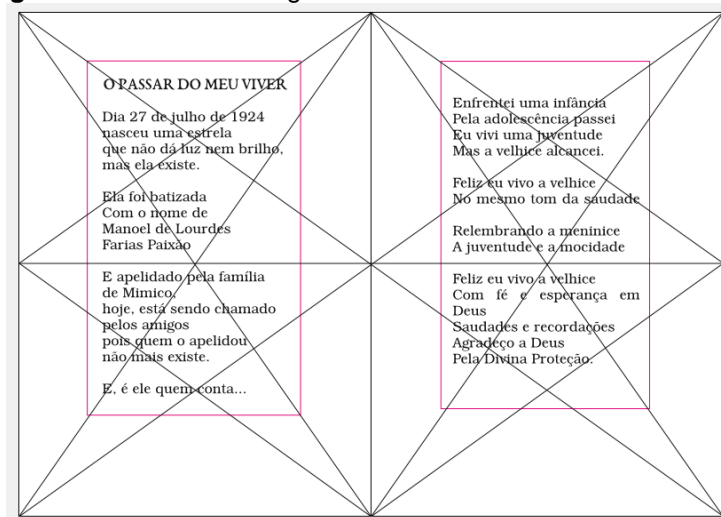 O PASSAR DO MEU VIVER
Dia 27 de julho de 1924
nasceu uma estrela
que não dá luz nem brilho,
mas ela existe.
Ela foi batizada
Com o nome de
Manoel de Lourdes
Farias Paixão
E apelidado pela família
de Mimico,
hoje, está sendo chamado
pelos amigos
pois quem o apelidou
não mais existe.
E, é ele quem conta...
Enfrentei uma infância
Pela adolescência passei
Eu vivi uma juventude
Mas a velhice alcancei.
Feliz eu vivo a velhice
No mesmo tom da saudade
Relembrando a meninice
A juventude e a mocidade
Feliz eu vivo a velhice
Com fé e esperança em
Deus
Saudades e recordações
Agradeço a Deus
Pela Divina Proteção.